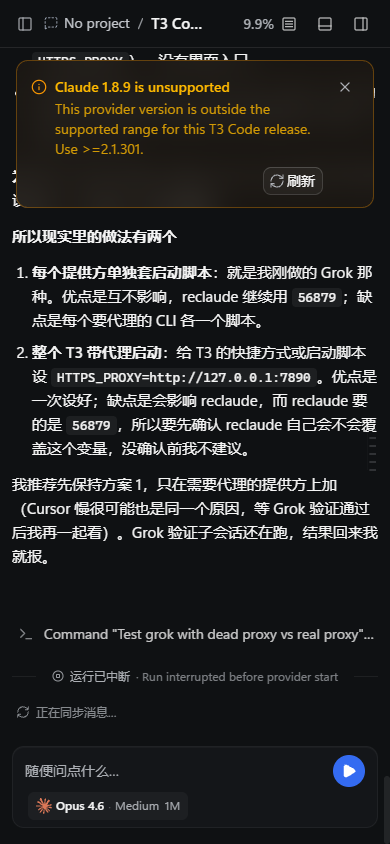 No project / T3 Co... 9.9%
Claude 1.8.9 is unsupported
This provider version is outside the
supported range for this T3 Code release.
Use >=2.1.301.
刷新
所以现实里的做法有两个
1. 每个提供方单独套启动脚本：就是我刚做的 Grok 那
种。优点是互不影响，reclaude 继续用 56879；缺
点是每个要代理的 CLI 各一个脚本。
2. 整个 T3 带代理启动：给 T3 的快捷方式或启动脚本
设 HTTPS_PROXY=http://127.0.0.1:7890。优点是
一次设好；缺点是会影响 reclaude，而 reclaude 要
的是 56879，所以要先确认 reclaude 自己会不会覆
盖这个变量，没确认前我不建议。
我推荐先保持方案 1，只在需要代理的提供方上加
（Cursor 慢很可能也是同一个原因，等 Grok 验证通过
后我再一起看）。Grok 验证子会话还在跑，结果回来我
就报。
Command "Test grok with dead proxy vs real proxy"...
运行已中断 · Run interrupted before provider start
正在同步消息...
随便问点什么...
Opus 4.6 · Medium 1M